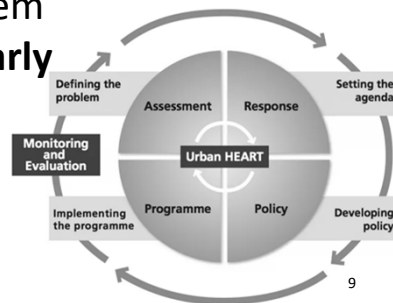 em
arly
Defining the
problem
Setting the
agenda
Assessment
Response
Monitoring
and
Evaluation
Urban HEART
Implementing
the programme
Programme
Policy
Developing
policy
9